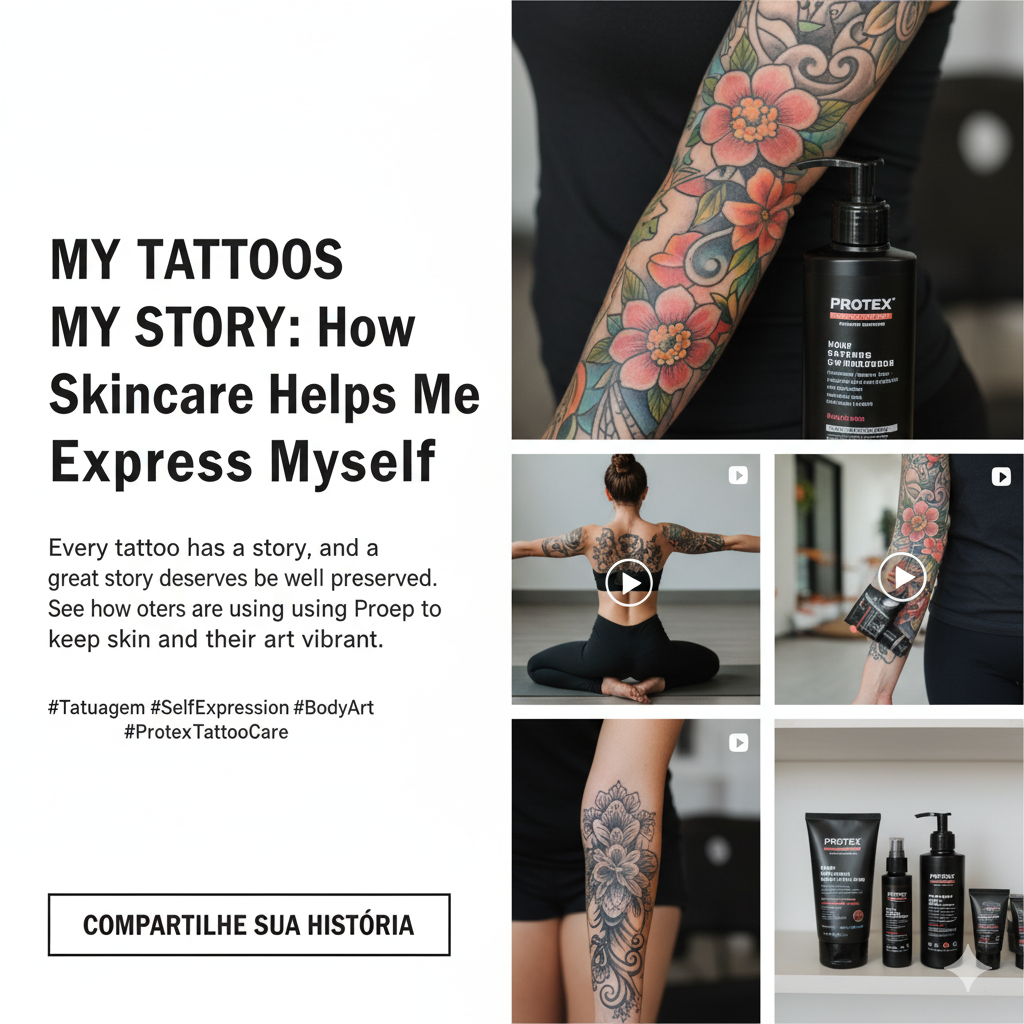 MY TATTOOS
MY STORY: How
Skincare Helps Me
Express Myself
Every tattoo has a story, and a
great story deserves be well preserved.
See how oters are using using Proep to
keep skin and their art vibrant.
#Tatuagem #SelfExpression #BodyArt
#ProtexTattooCare
COMPARTILHE SUA HISTÓRIA
PROTEX
PROTEX